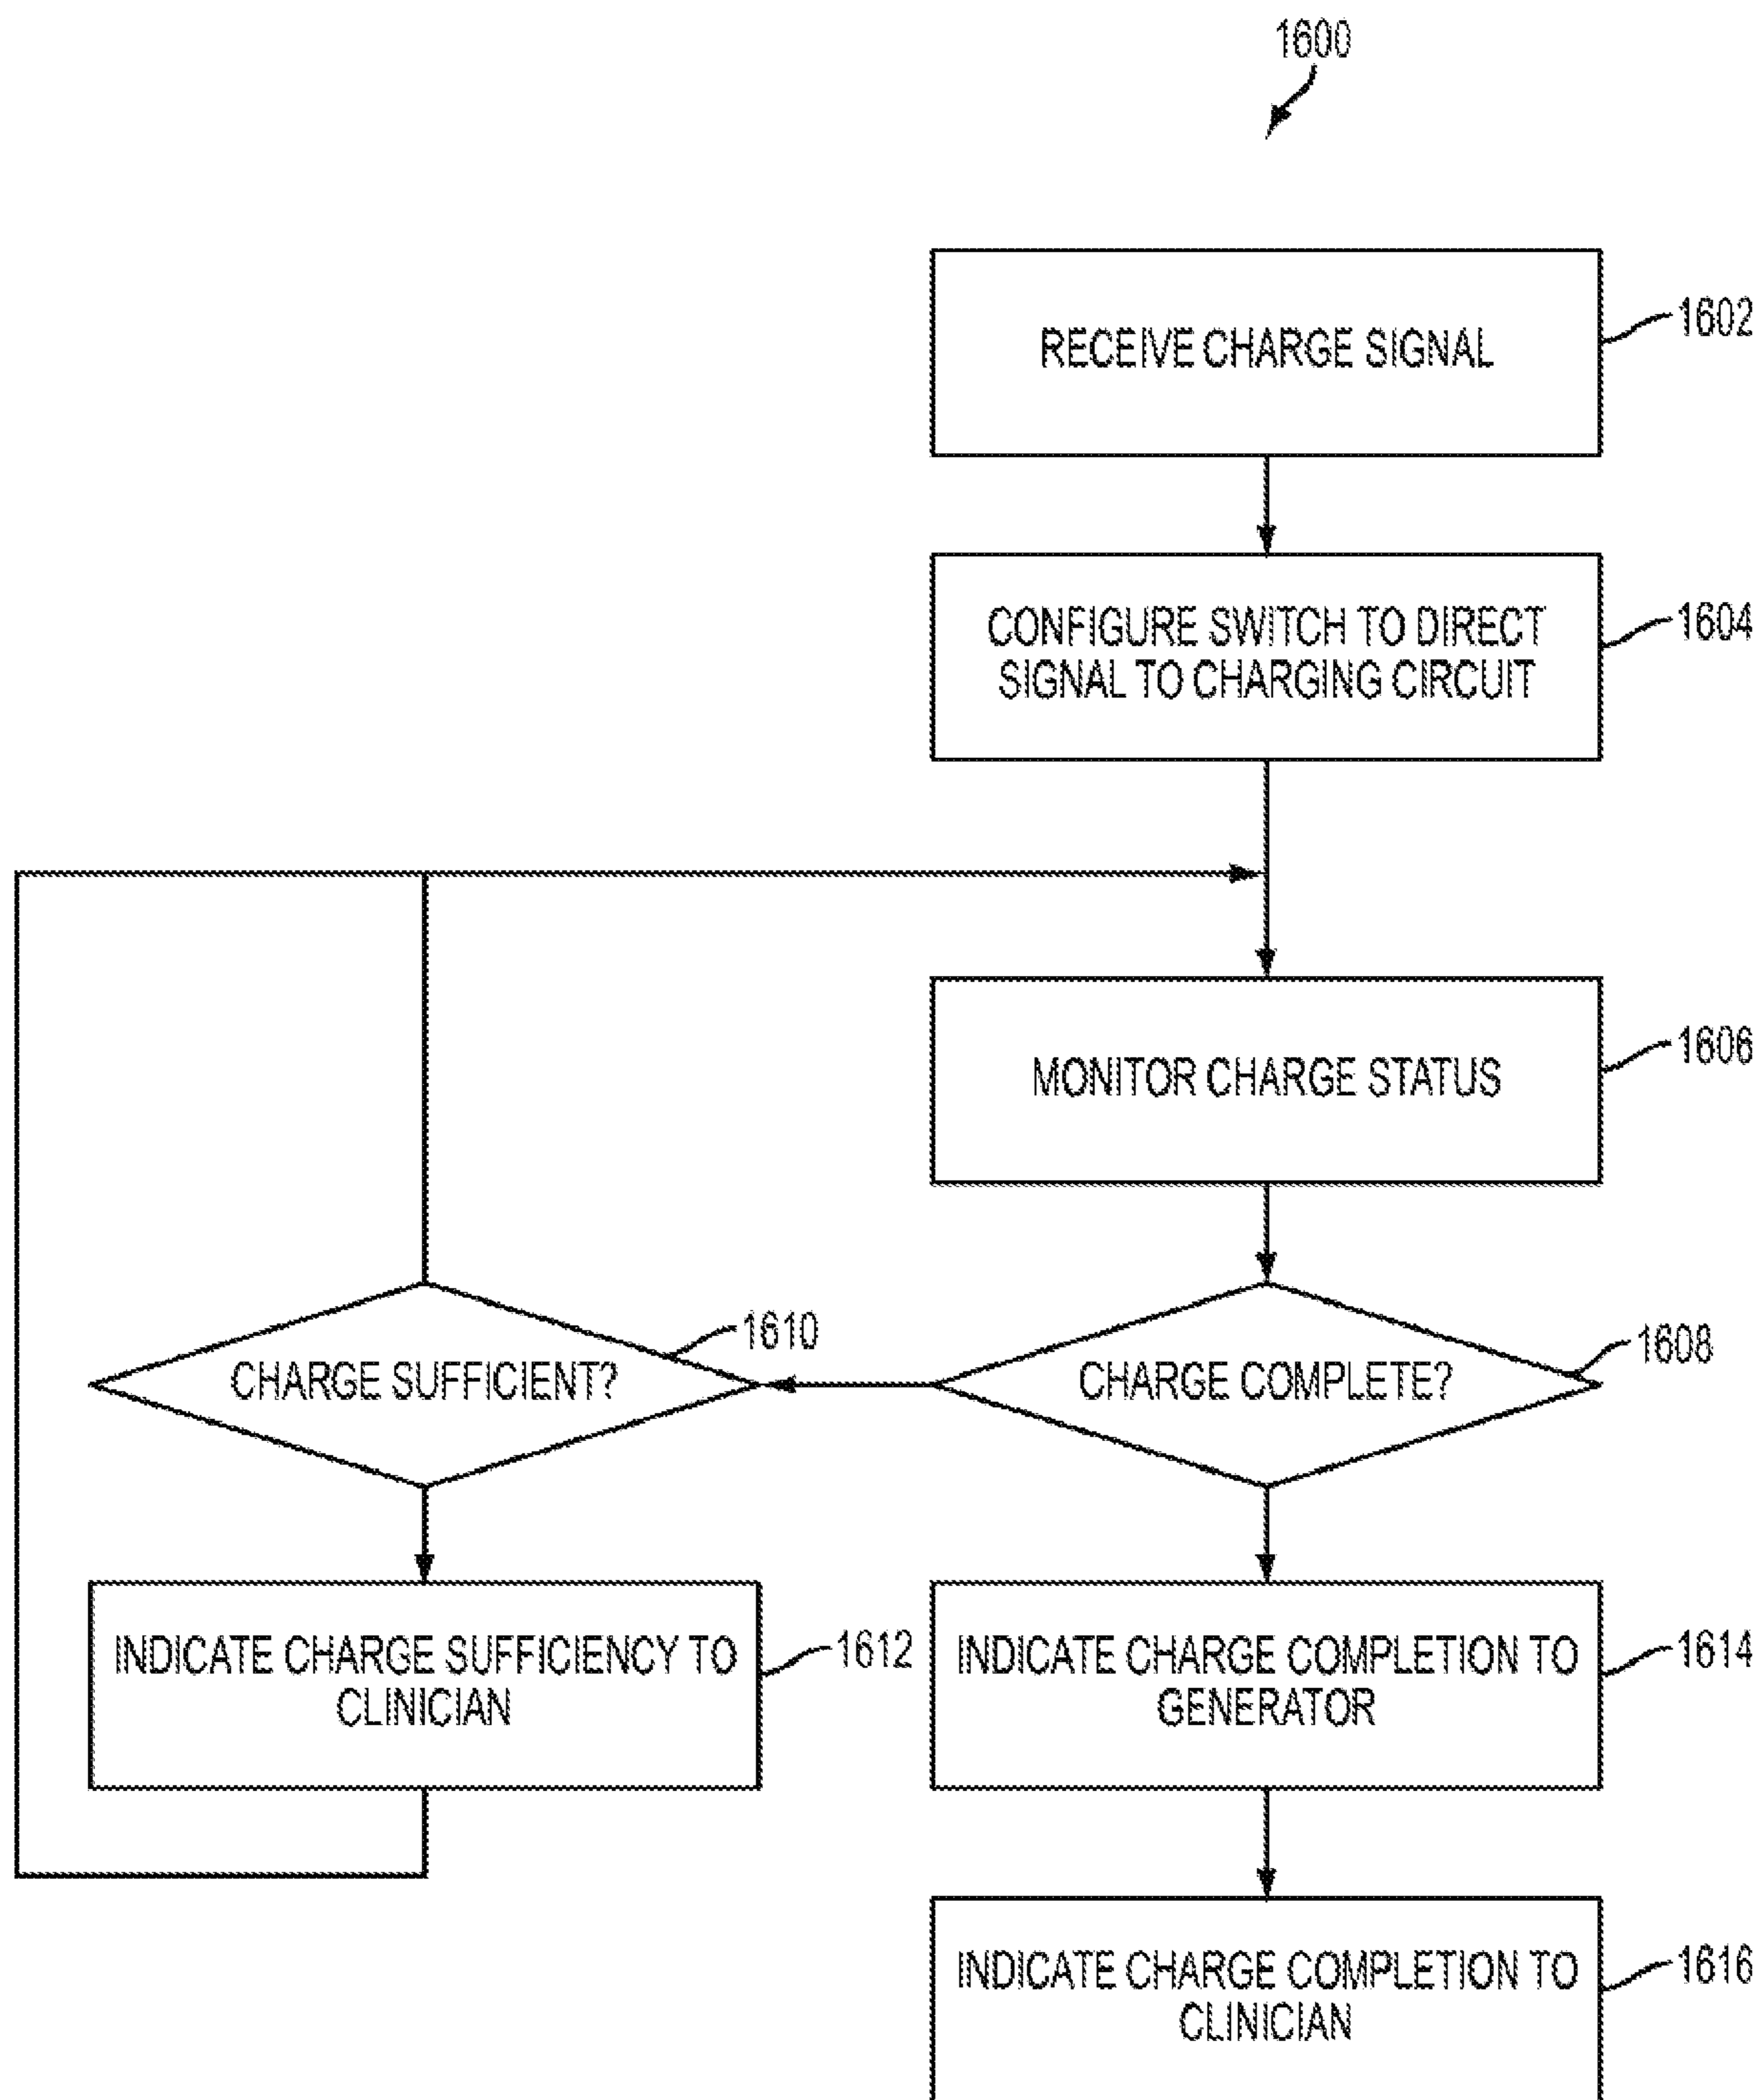 1600
RECEIVE CHARGE SIGNAL
1602
CONFIGURE SWITCH TO DIRECT
SIGNAL TO CHARGING CIRCUIT
1604
MONITOR CHARGE STATUS
1606
CHARGE SUFFICIENT?
1610
CHARGE COMPLETE?
1608
INDICATE CHARGE SUFFICIENCY TO
CLINICIAN
1612
INDICATE CHARGE COMPLETION TO
GENERATOR
1614
INDICATE CHARGE COMPLETION TO
CLINICIAN
1616